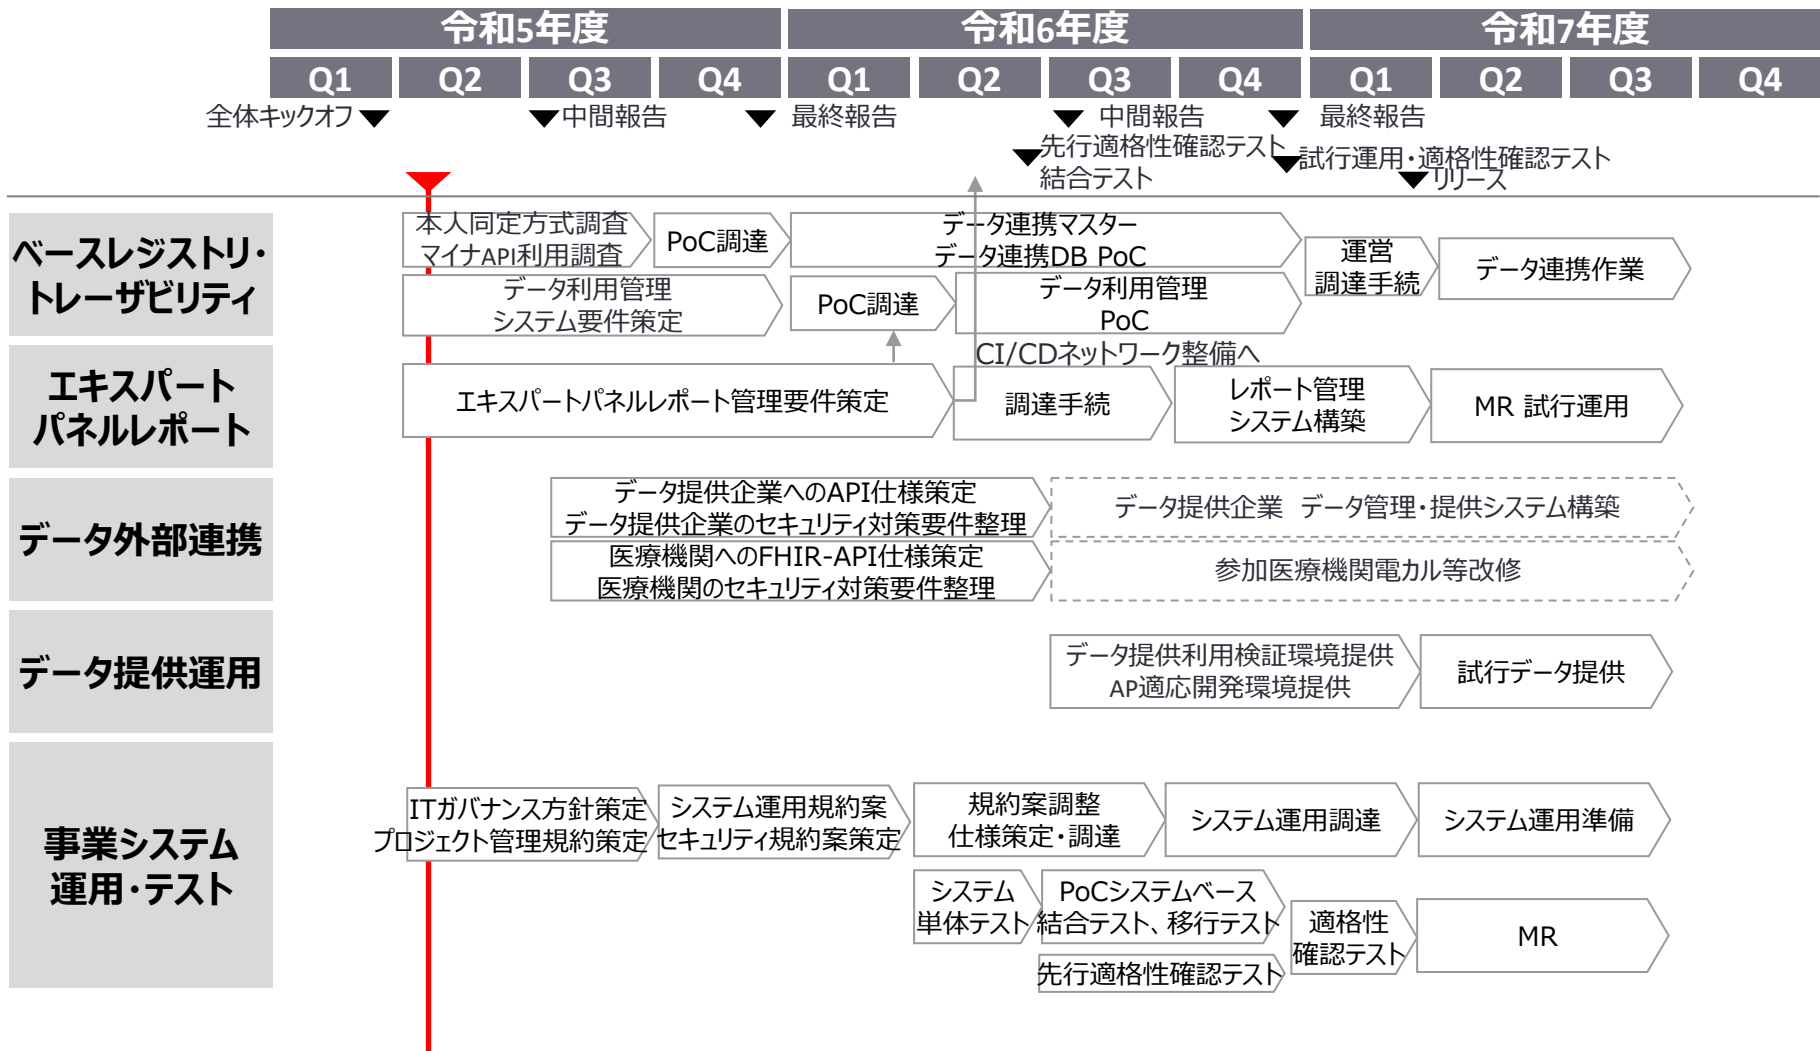 令和5年度
令和6年度
令和7年度
Q1 Q2 Q3 Q4 Q1 Q2 Q3 Q4 Q1 Q2 Q3 Q4
全体キックオフ
中間報告
最終報告
中間報告
最終報告
先行適格性確認テスト
結合テスト
試行運用・適格性確認テスト
リリース
ベースレジストリ・
トレーザビリティ
本人同定方式調査
マイナAPI利用調査
PoC調達
データ連携マスター
データ連携DB PoC
運営
調達手続
データ連携作業
データ利用管理
システム要件策定
PoC調達
データ利用管理
PoC
CI/CDネットワーク整備へ
エキスパート
パネルレポート
エキスパートパネルレポート管理要件策定
調達手続
レポート管理
システム構築
MR 試行運用
データ外部連携
データ提供企業へのAPI仕様策定
データ提供企業のセキュリティ対策要件整理
データ提供企業 データ管理・提供システム構築
医療機関へのFHIR-API仕様策定
医療機関のセキュリティ対策要件整理
参加医療機関電カル等改修
データ提供運用
データ提供利用検証環境提供
AP適応開発環境提供
試行データ提供
事業システム
運用・テスト
ITガバナンス方針策定
プロジェクト管理規約策定
システム運用規約案
セキュリティ規約案策定
規約案調整
仕様策定・調達
システム運用調達
システム運用準備
システム
単体テスト
PoCシステムベース
結合テスト、移行テスト
先行適格性確認テスト
適格性
確認テスト
MR